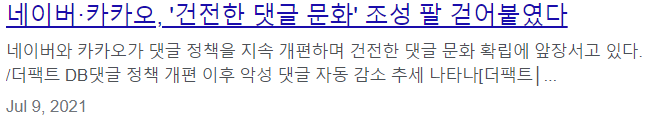 네이버·카카오, '건전한 댓글 문화' 조성 팔 걷어붙였다
네이버와 카카오가 댓글 정책을 지속 개편하며 건전한 댓글 문화 확립에 앞장서고 있다.
/더팩트 DB댓글 정책 개편 이후 악성 댓글 자동 감소 추세 나타나[더팩트│...
Jul 9, 2021